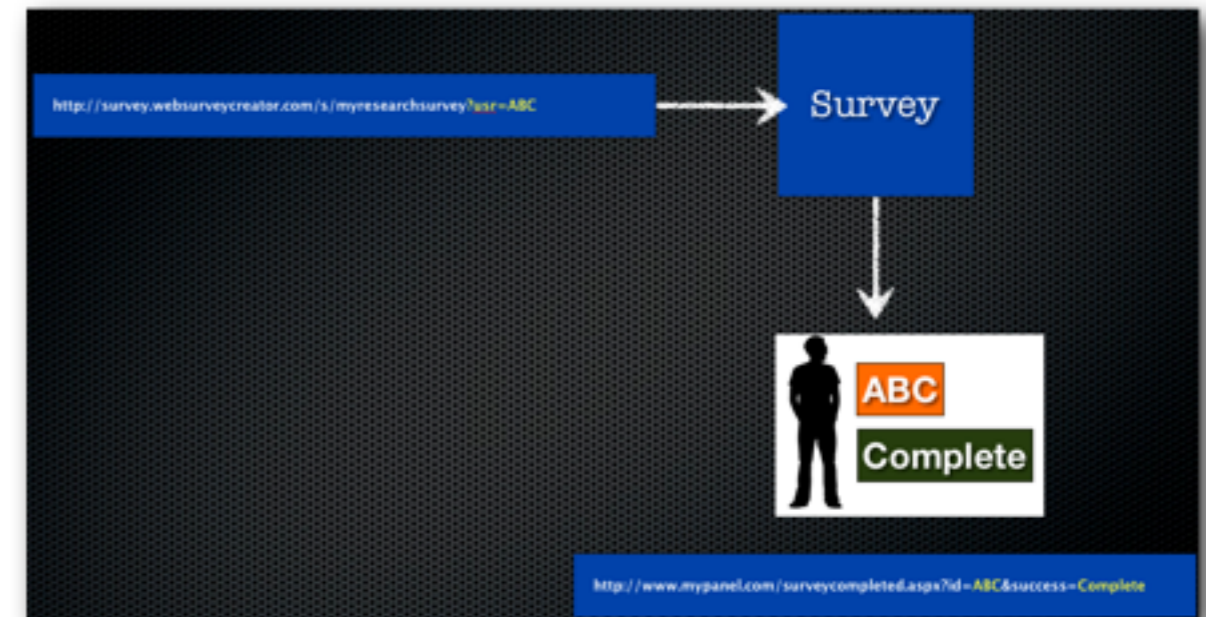 http://survey.websurveycreator.com/s/myresearchsurvey?usr=ABC
Survey
ABC
Complete
http://www.mypanel.com/surveycompleted.aspx?id=ABC&success=Complete